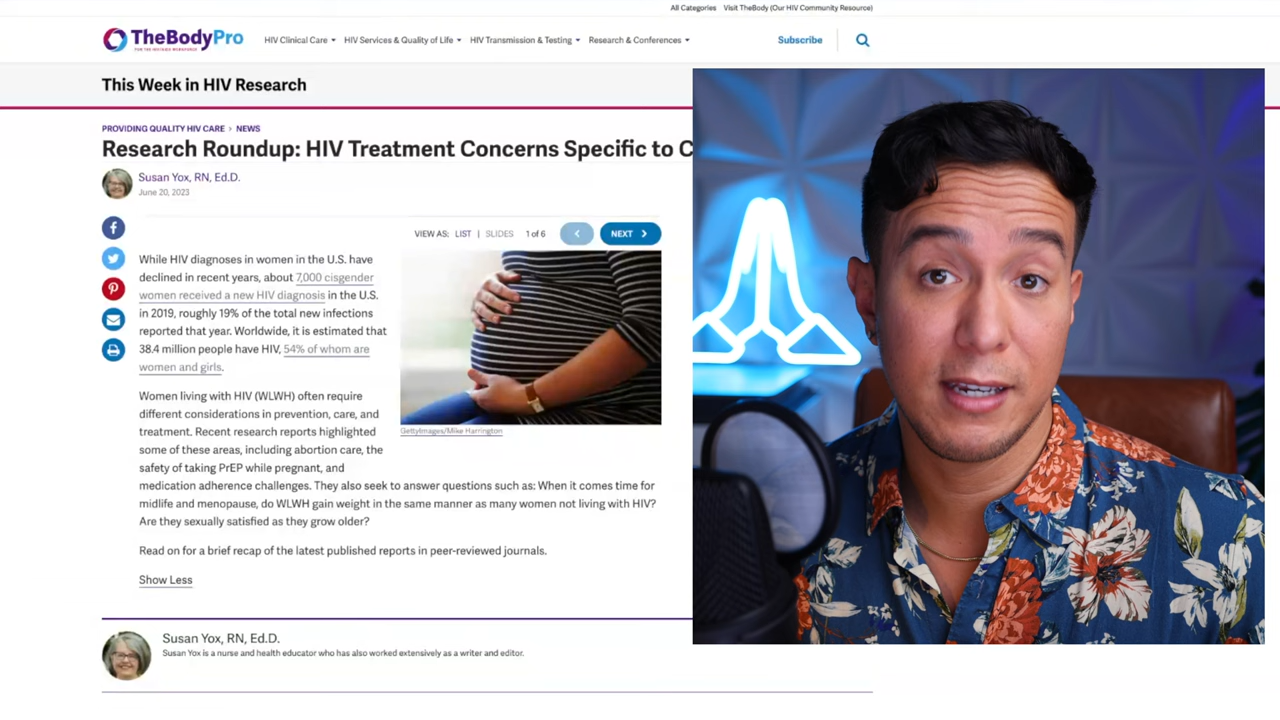 All Categories Visit TheBody (Our HIV Community Resource)
TheBodyPro
HIV Clinical Care HIV Services & Quality of Life HIV Transmission & Testing Research & Conferences Subscribe
This Week in HIV Research
PROVIDING QUALITY HIV CARE > NEWS
Research Roundup: HIV Treatment Concerns Specific to C
Susan Yox, RN, Ed.D.
June 20, 2023
VIEW AS: LIST | SLIDES 1 of 6 < NEXT >
While HIV diagnoses in women in the U.S. have
declined in recent years, about 7,000 cisgender
women received a new HIV diagnosis in the U.S.
in 2019, roughly 19% of the total new infections
reported that year. Worldwide, it is estimated that
38.4 million people have HIV, 54% of whom are
women and girls.
GettyImages/Mike Harrington
Women living with HIV (WLWH) often require
different considerations in prevention, care, and
treatment. Recent research reports highlighted
some of these areas, including abortion care, the
safety of taking PrEP while pregnant, and
medication adherence challenges. They also seek to answer questions such as: When it comes time for
midlife and menopause, do WLWH gain weight in the same manner as many women not living with HIV?
Are they sexually satisfied as they grow older?
Read on for a brief recap of the latest published reports in peer-reviewed journals.
Show Less
Susan Yox, RN, Ed.D.
Susan Yox is a nurse and health educator who has also worked extensively as a writer and editor.